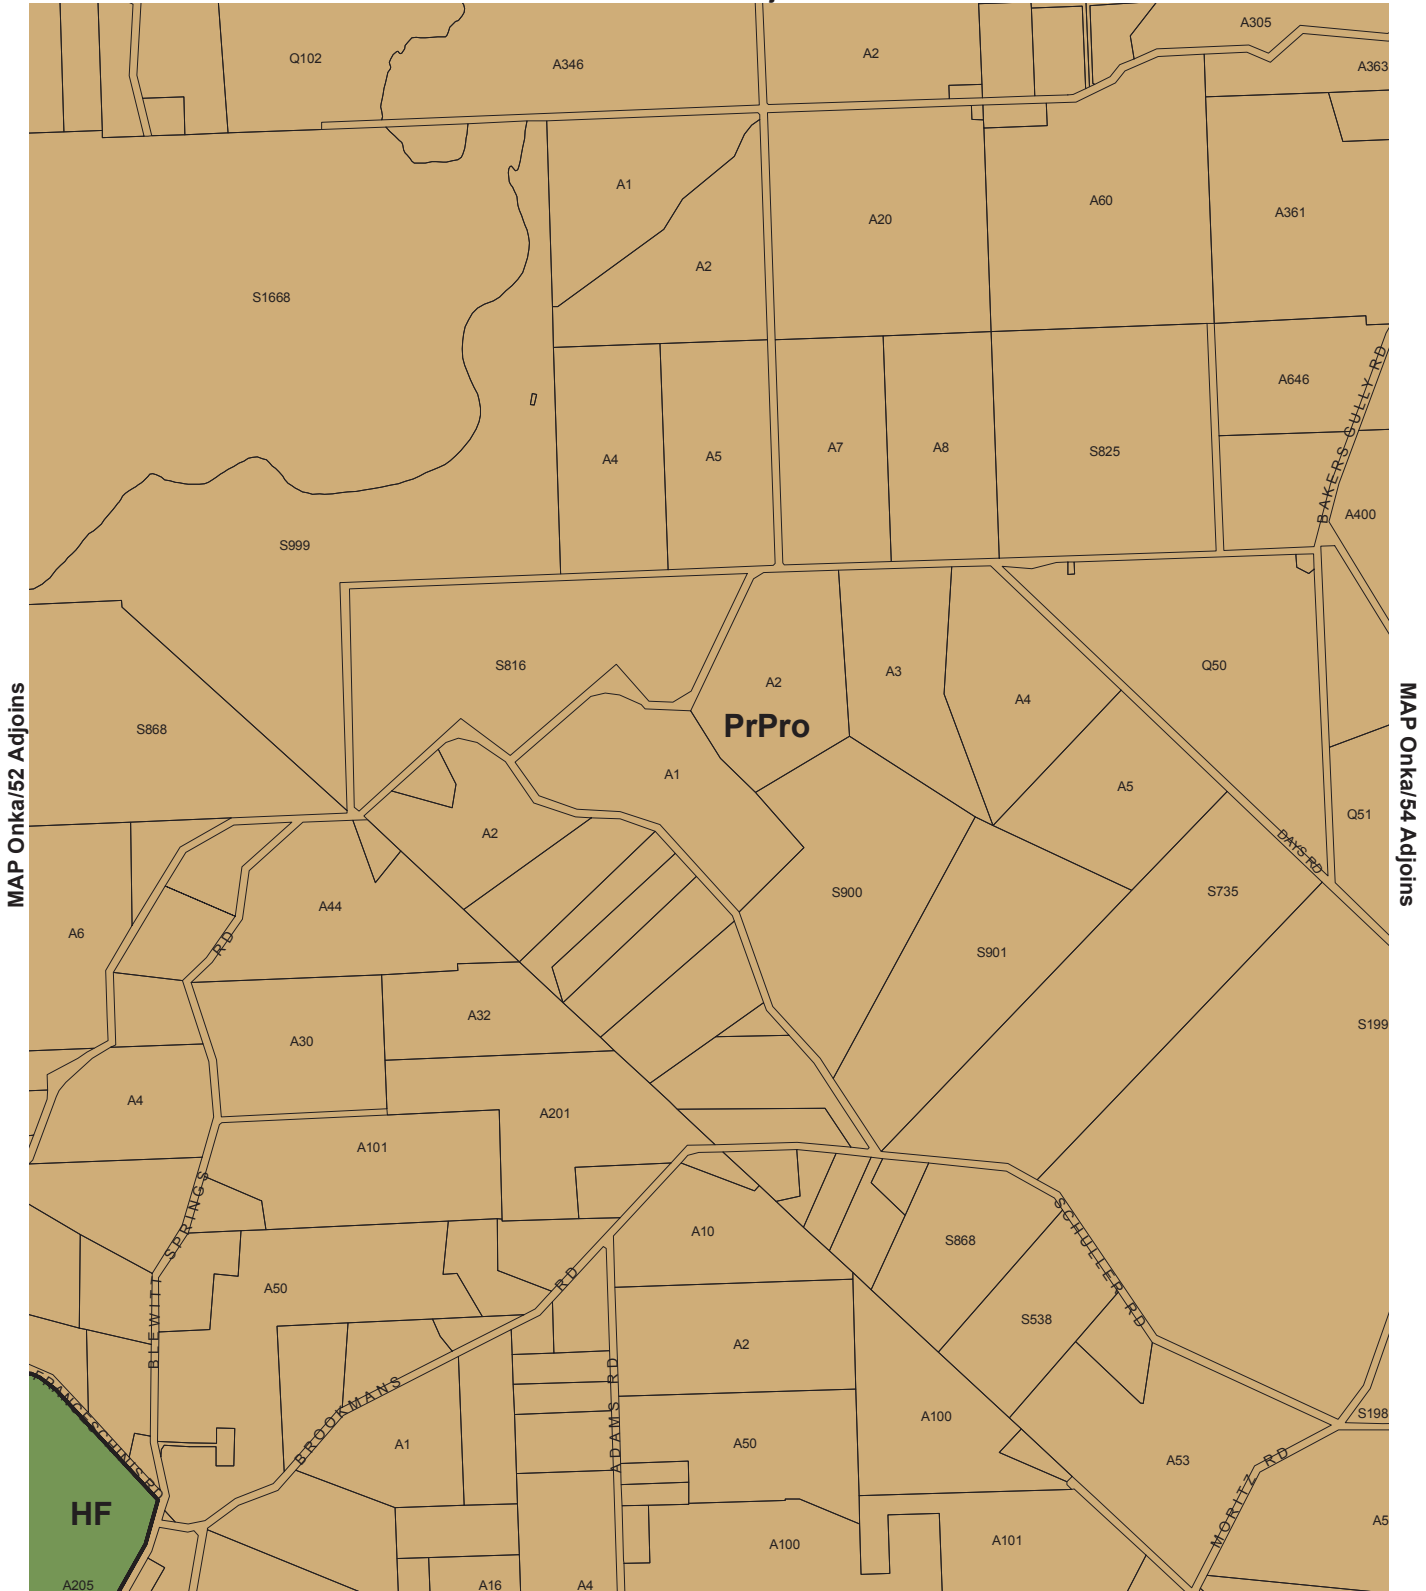 A305
Q102
A346
A2
A363
A1
A20
A60
A361
A2
S1668
A646
BAKERS GULLY RD
A4
A5
A7
A8
S825
A400
S999
S816
A2
A3
A4
Q50
S868
PrPro
A1
A5
Q51
A2
DAYS RD
MAP Onka/52 Adjoins
MAP Onka/54 Adjoins
A44
S900
S735
A6
RD
S901
A30
A32
S199
A4
A201
A101
BLEWITT SPRINGS
A10
S868
SCHULLER RD
A50
RD
S538
A2
FRANCESCHINIS RD
BROOKMANS
ADAMS RD
A1
A50
A100
S198
A53
MORITZ RD
HF
A100
A101
A5
A205
A16
A4